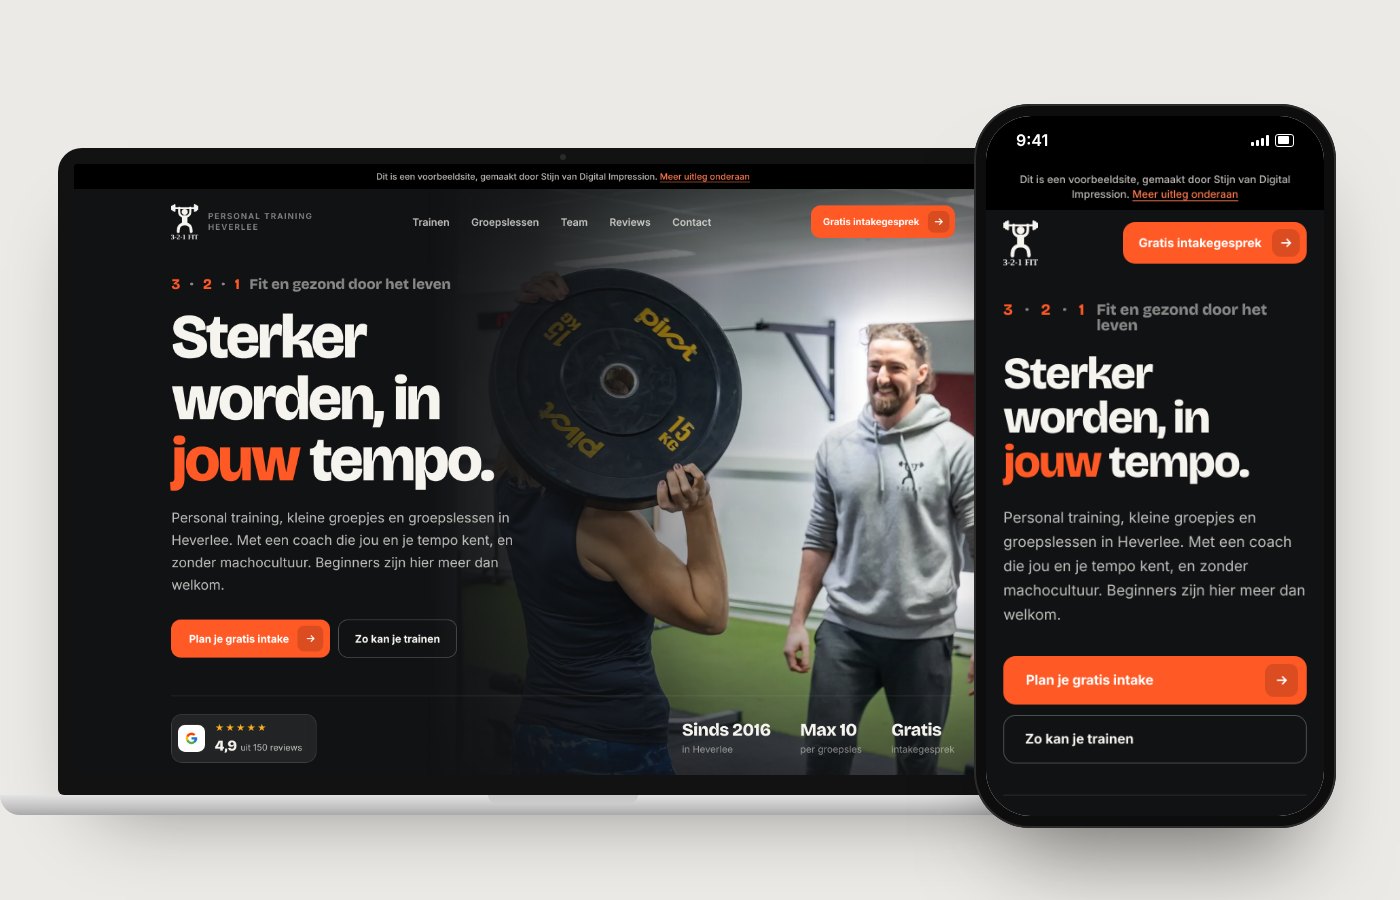 Dit is een voorbeeldsite, gemaakt door Stijn van Digital Impression. Meer uitleg onderaan
3-2-1 FIT
PERSONAL TRAINING
HEVERLEE
Trainen
Groepslessen
Team
Reviews
Contact
Gratis intakegesprek
3 · 2 · 1 Fit en gezond door het leven
Sterker
worden, in
jouw tempo.
Personal training, kleine groepjes en groepslessen in
Heverlee. Met een coach die jou en je tempo kent, en
zonder machocultuur. Beginners zijn hier meer dan
welkom.
Plan je gratis intake
Zo kan je trainen
4,9 uit 150 reviews
Sinds 2016
in Heverlee
Max 10
per groepsles
Gratis
intakegesprek
pivot
15
KG
pivot
15
KG
9:41
Dit is een voorbeeldsite, gemaakt door Stijn van Digital
Impression. Meer uitleg onderaan
3-2-1 FIT
Gratis intakegesprek
3 · 2 · 1 Fit en gezond door het
leven
Sterker
worden, in
jouw tempo.
Personal training, kleine groepjes en
groepslessen in Heverlee. Met een coach
die jou en je tempo kent, en zonder
machocultuur. Beginners zijn hier meer dan
welkom.
Plan je gratis intake
Zo kan je trainen